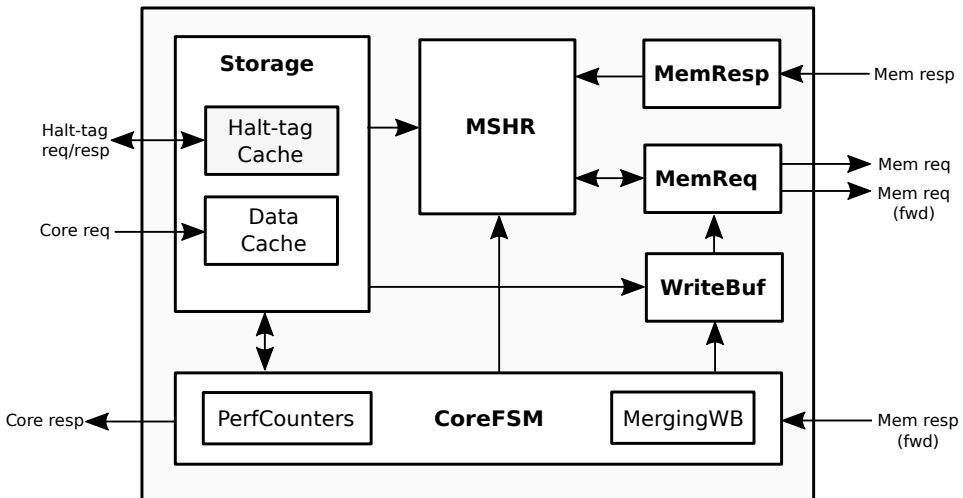 Storage
Halt-tag
Cache
Data
Cache
MSHR
MemResp
MemReq
WriteBuf
PerfCounters
CoreFSM
MergingWB
Halt-tag
req/resp
Core req
Core resp
Mem resp
Mem req
Mem req
(fwd)
Mem resp
(fwd)